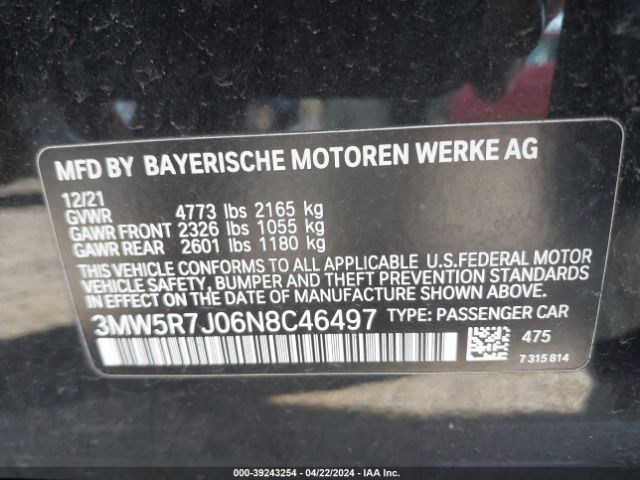 MFD BY BAYERISCHE MOTOREN WERKE AG
12/21
GVWR 4773 lbs 2165 kg
GAWR FRONT 2326 lbs 1055 kg
GAWR REAR 2601 lbs 1180 kg
THIS VEHICLE CONFORMS TO ALL APPLICABLE U.S.FEDERAL MOTOR
VEHICLE SAFETY, BUMPER AND THEFT PREVENTION STANDARDS
IN EFFECT ON THE DATE OF MANUFACTURE SHOWN ABOVE.
3MW5R7J06N8C46497 TYPE: PASSENGER CAR
475
7 315 814
STOCK #: 39243254 - 04/22/2024 - IAA Inc.